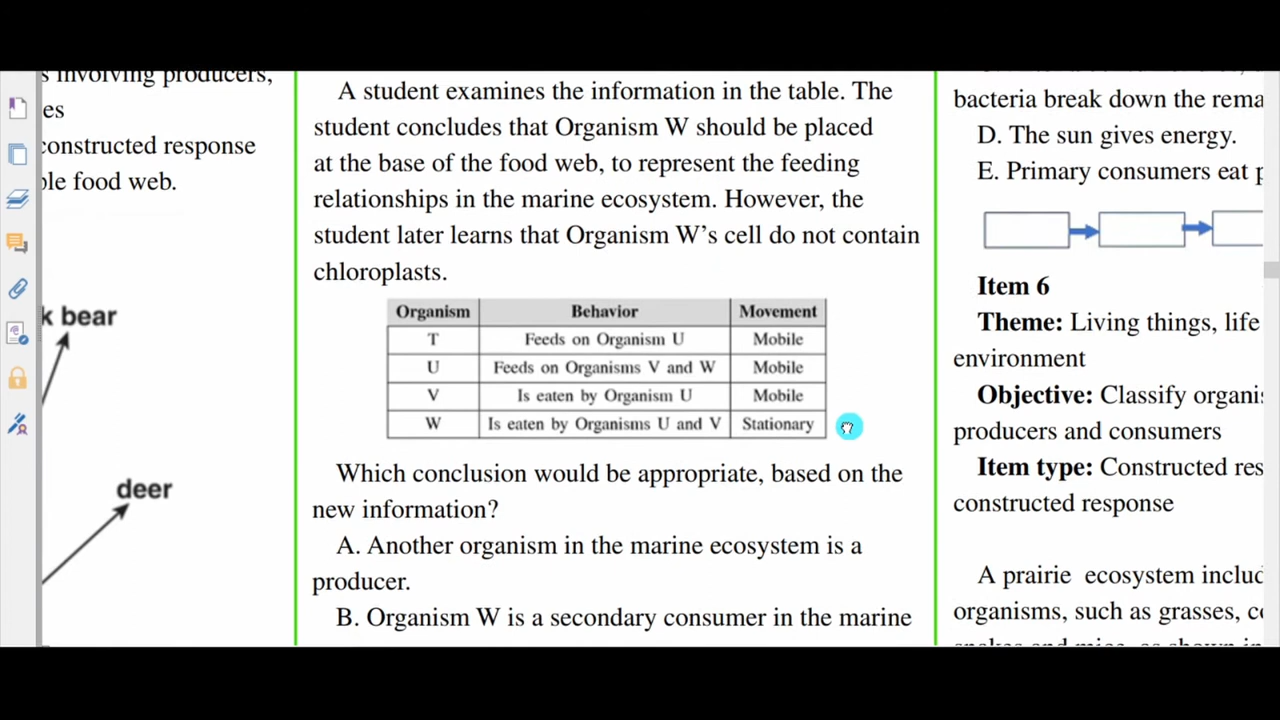 s involving producers,
es
constructed response
ble food web.
k bear
deer
A student examines the information in the table. The
student concludes that Organism W should be placed
at the base of the food web, to represent the feeding
relationships in the marine ecosystem. However, the
student later learns that Organism W’s cell do not contain
chloroplasts.
Organism Behavior Movement
T Feeds on Organism U Mobile
U Feeds on Organisms V and W Mobile
V Is eaten by Organism U Mobile
W Is eaten by Organisms U and V Stationary
Which conclusion would be appropriate, based on the
new information?
A. Another organism in the marine ecosystem is a
producer.
B. Organism W is a secondary consumer in the marine
bacteria break down the rema
D. The sun gives energy.
E. Primary consumers eat p
Item 6
Theme: Living things, life
environment
Objective: Classify organis
producers and consumers
Item type: Constructed res
constructed response
A prairie ecosystem includ
organisms, such as grasses, co